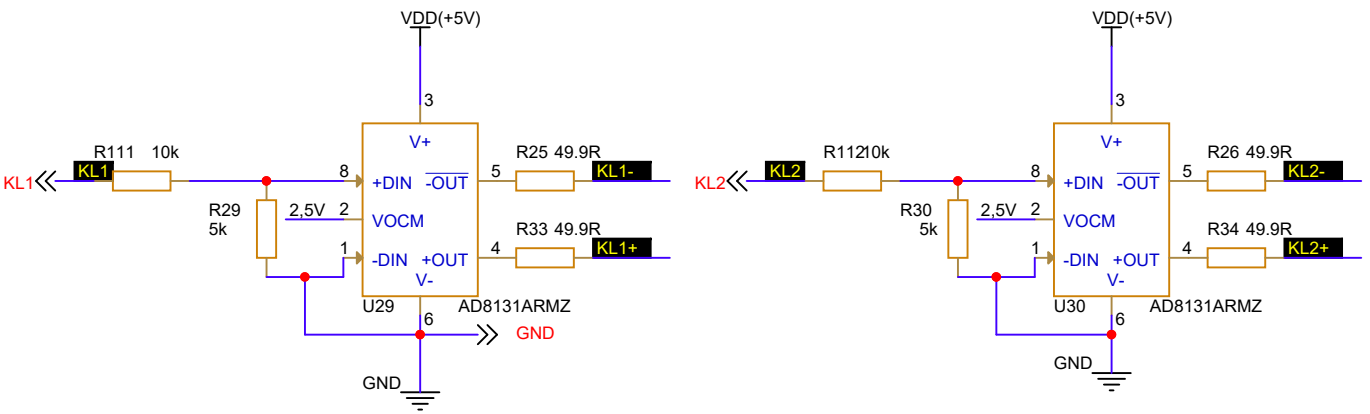 VDD(+5V)
3
V+
R111 10k
KL1
KL1
8
+DIN
-OUT
5
R25 49.9R
KL1-
R29
5k
2,5V
2
VOCM
1
-DIN
+OUT
4
R33 49.9R
KL1+
V-
U29
AD8131ARMZ
6
GND
GND
VDD(+5V)
3
V+
R112 10k
KL2
KL2
8
+DIN
-OUT
5
R26 49.9R
KL2-
R30
5k
2,5V
2
VOCM
1
-DIN
+OUT
4
R34 49.9R
KL2+
V-
U30
AD8131ARMZ
6
GND